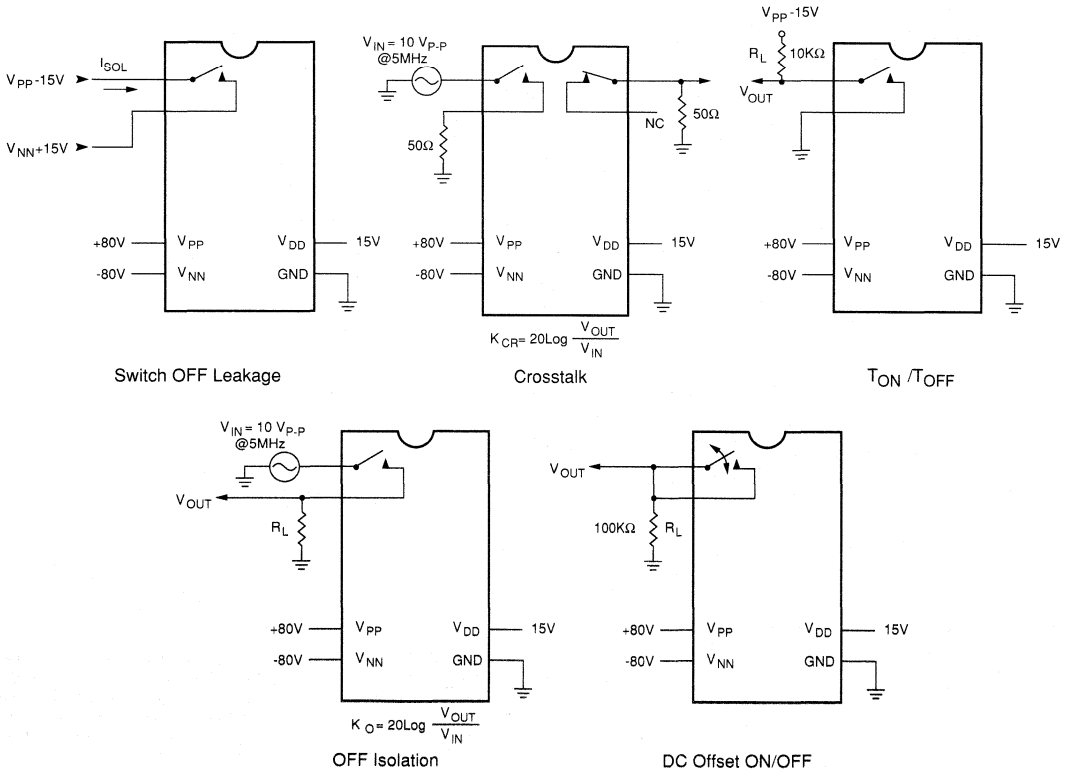 V_PP-15V
I_SOL
V_NN+15V
+80V
V_PP
V_DD
15V
-80V
V_NN
GND
Switch OFF Leakage
V_IN = 10 V_P-P
@5MHz
50Ω
NC
50Ω
+80V
V_PP
V_DD
15V
-80V
V_NN
GND
K_CR= 20Log V_OUT / V_IN
Crosstalk
V_PP-15V
R_L
10KΩ
V_OUT
+80V
V_PP
V_DD
15V
-80V
V_NN
GND
T_ON /T_OFF
V_IN = 10 V_P-P
@5MHz
V_OUT
R_L
+80V
V_PP
V_DD
15V
-80V
V_NN
GND
K_O= 20Log V_OUT / V_IN
OFF Isolation
V_OUT
100KΩ
R_L
+80V
V_PP
V_DD
15V
-80V
V_NN
GND
DC Offset ON/OFF